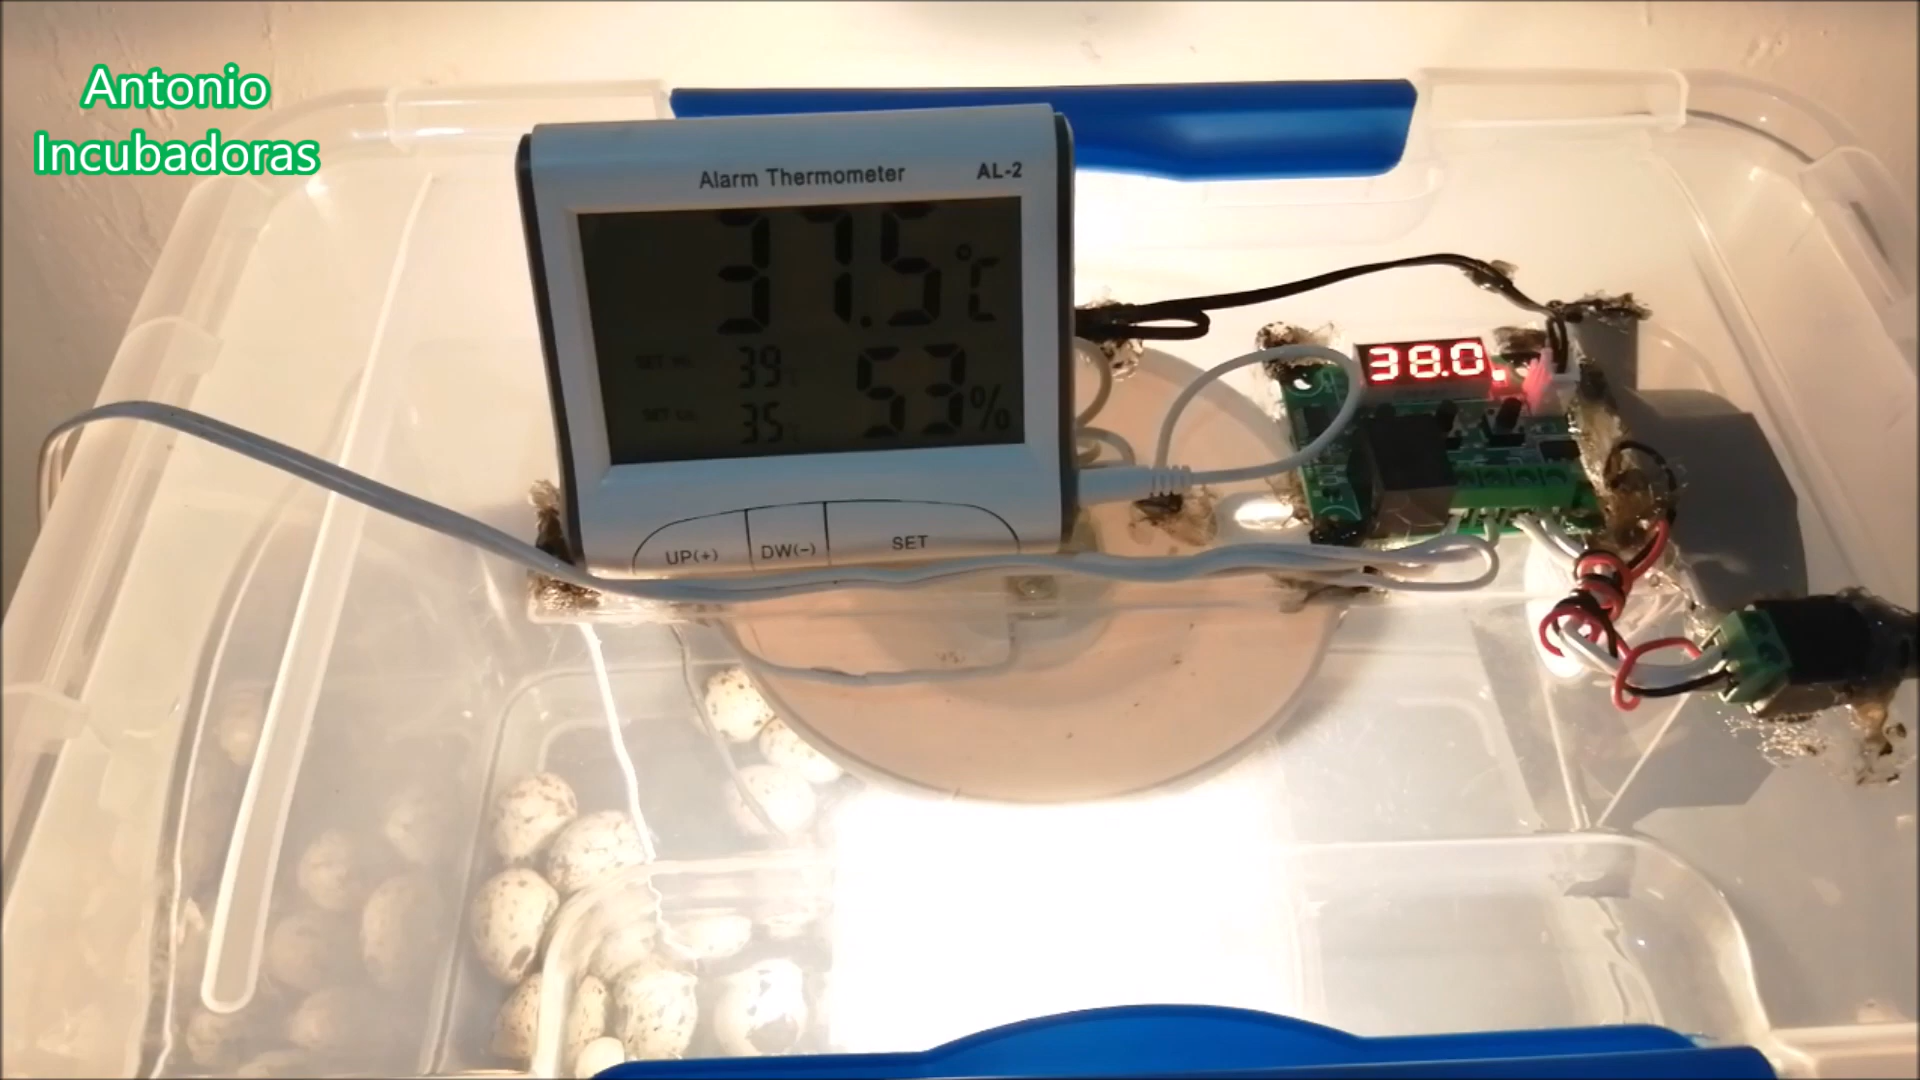 Antonio
Incubadoras
Alarm Thermometer AL-2
37.5°C
39°C 53%
35°C
38.0
UP(+) DW(-) SET